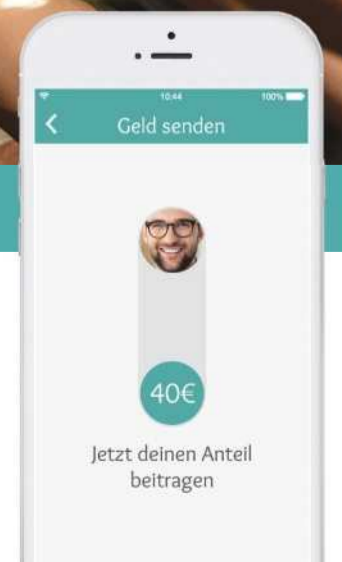 10:44 100%
Geld senden
40€
Jetzt deinen Anteil
beitragen